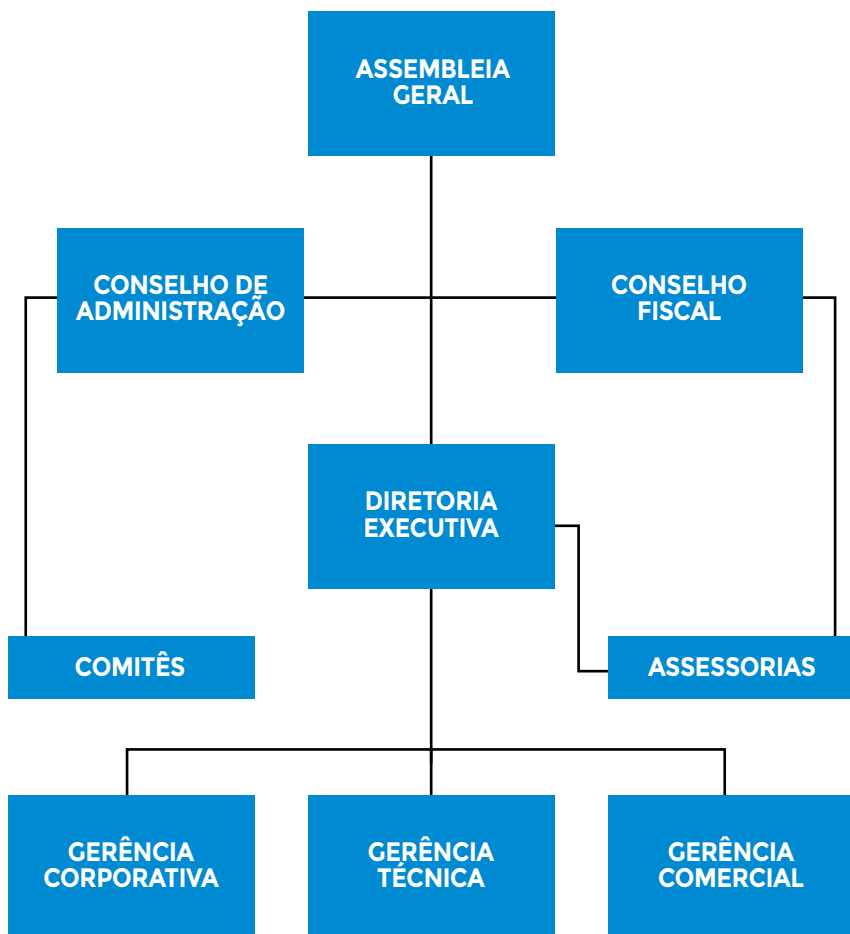 ASSEMBLEIA
GERAL
CONSELHO DE
ADMINISTRAÇÃO
CONSELHO
FISCAL
DIRETORIA
EXECUTIVA
COMITÊS
ASSESSORIAS
GERÊNCIA
CORPORATIVA
GERÊNCIA
TÉCNICA
GERÊNCIA
COMERCIAL